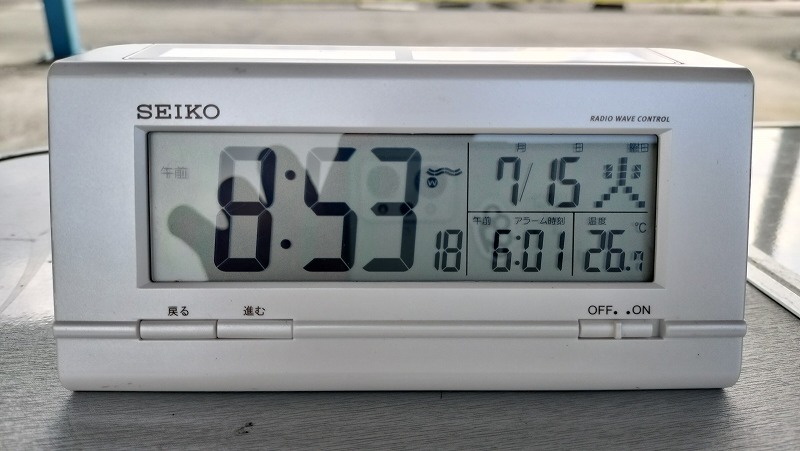 SEIKO
RADIO WAVE CONTROL
午前 8:53 18
月 日 曜日
7/15 火
午前 アラーム時刻
6:01
温度
26.7 °C
戻る 進む
OFF. .ON